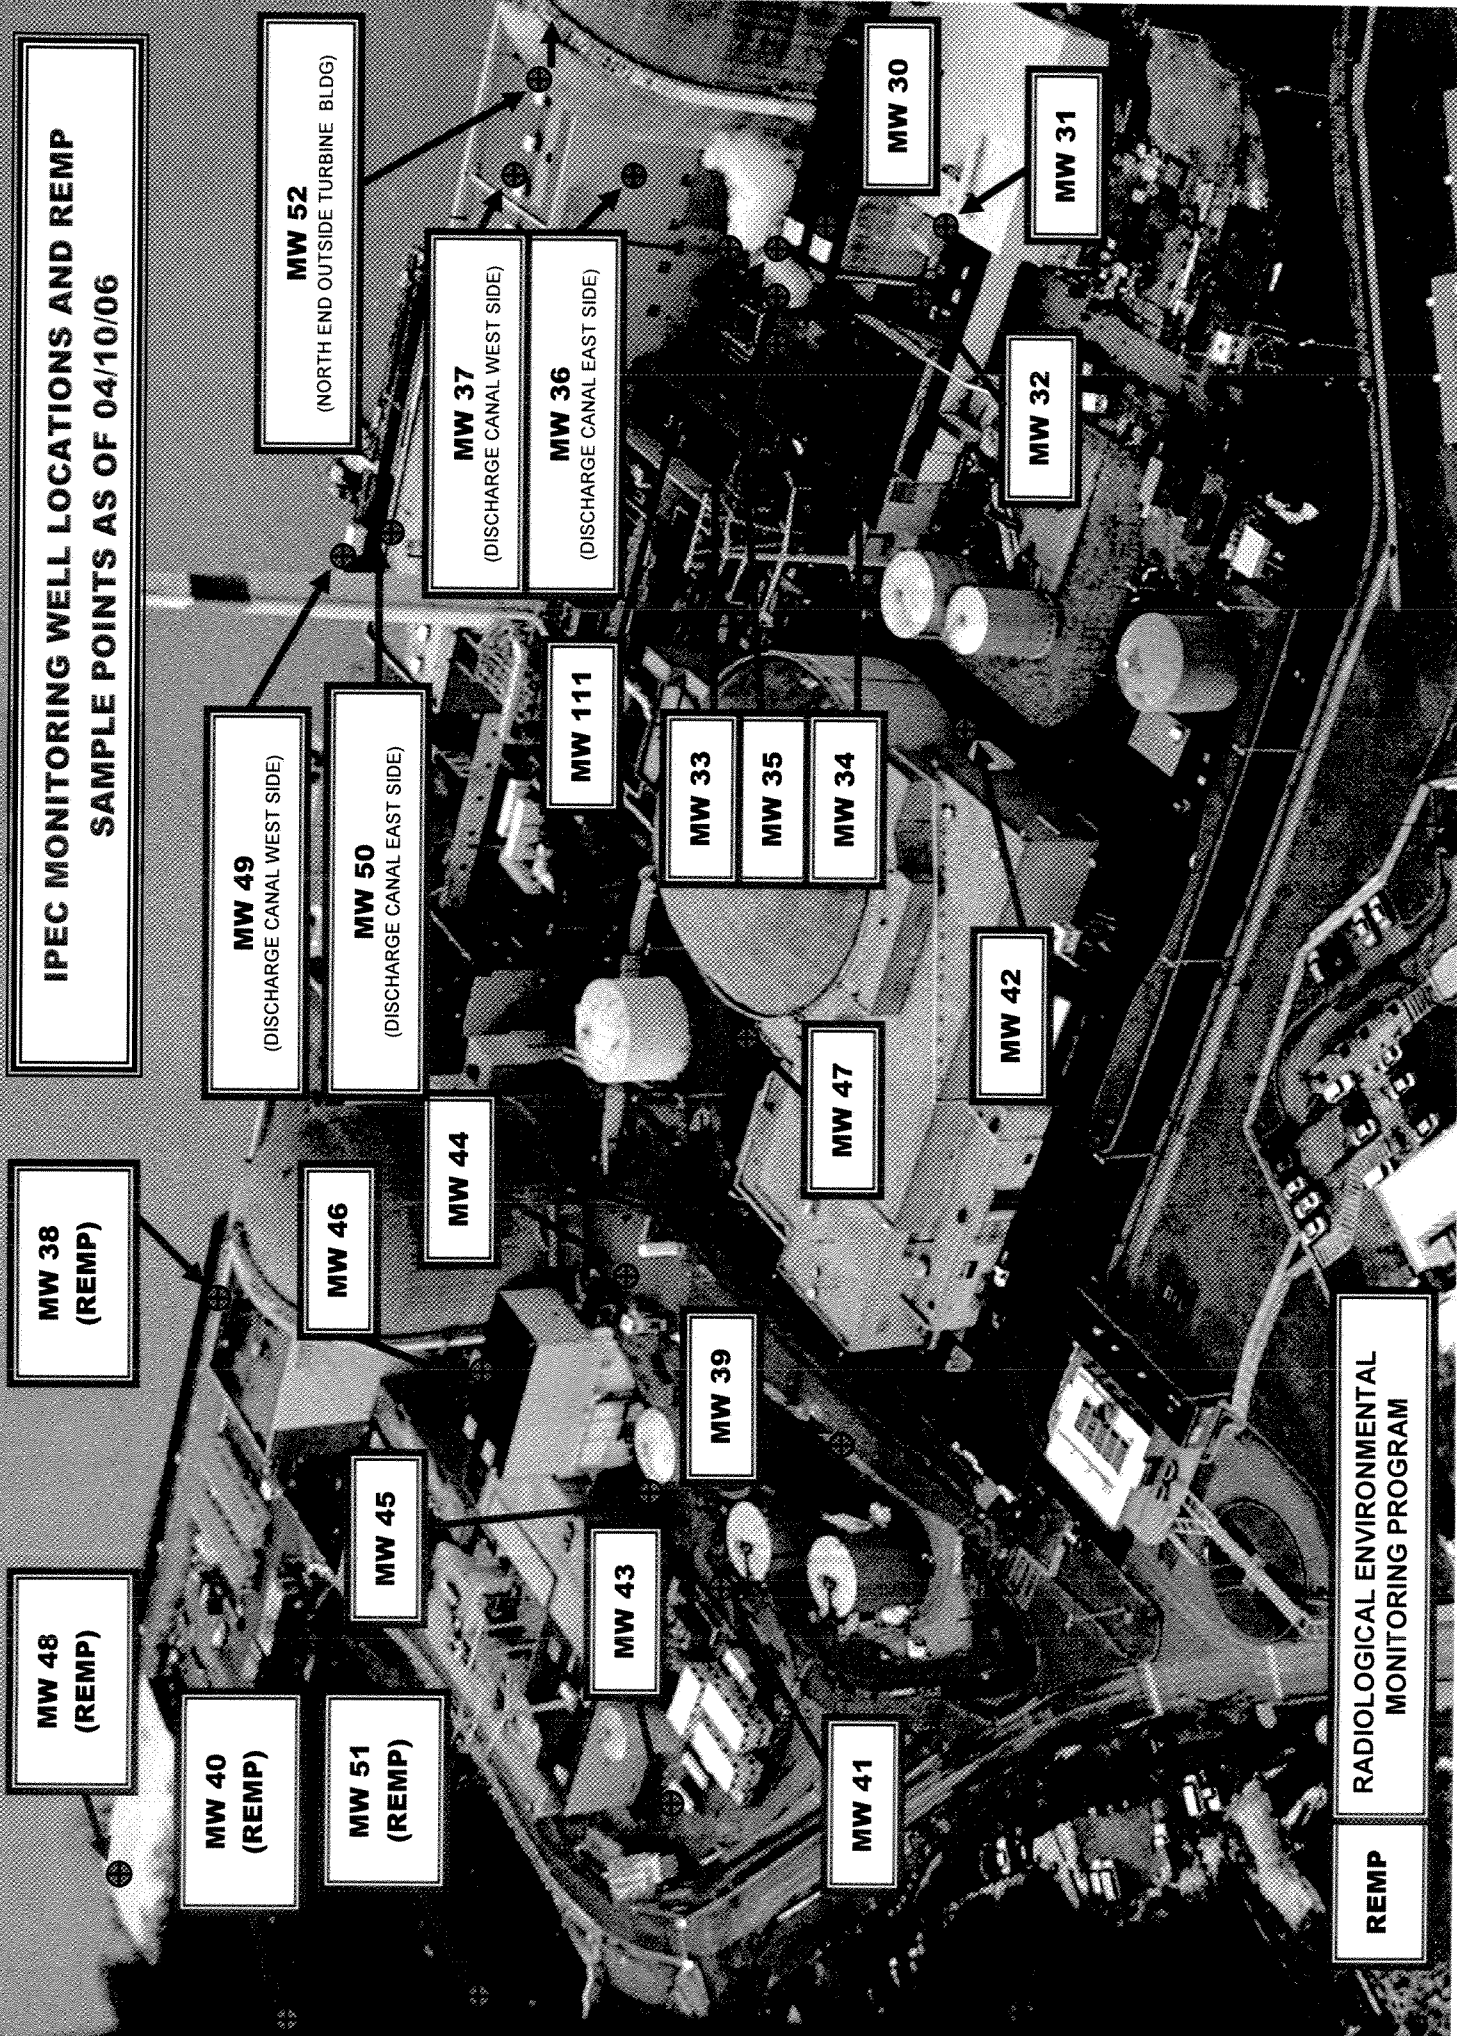 IPEC MONITORING WELL LOCATIONS AND REMP
SAMPLE POINTS AS OF 04/10/06
MW 48
(REMP)
MW 38
(REMP)
MW 40
(REMP)
MW 51
(REMP)
MW 46
MW 49
(DISCHARGE CANAL WEST SIDE)
MW 50
(DISCHARGE CANAL EAST SIDE)
MW 52
(NORTH END OUTSIDE TURBINE BLDG)
MW 37
(DISCHARGE CANAL WEST SIDE)
MW 36
(DISCHARGE CANAL EAST SIDE)
MW 45
MW 44
MW 111
MW 43
MW 39
MW 33
MW 35
MW 34
MW 30
MW 41
MW 47
MW 42
MW 32
MW 31
REMP
RADIOLOGICAL ENVIRONMENTAL
MONITORING PROGRAM